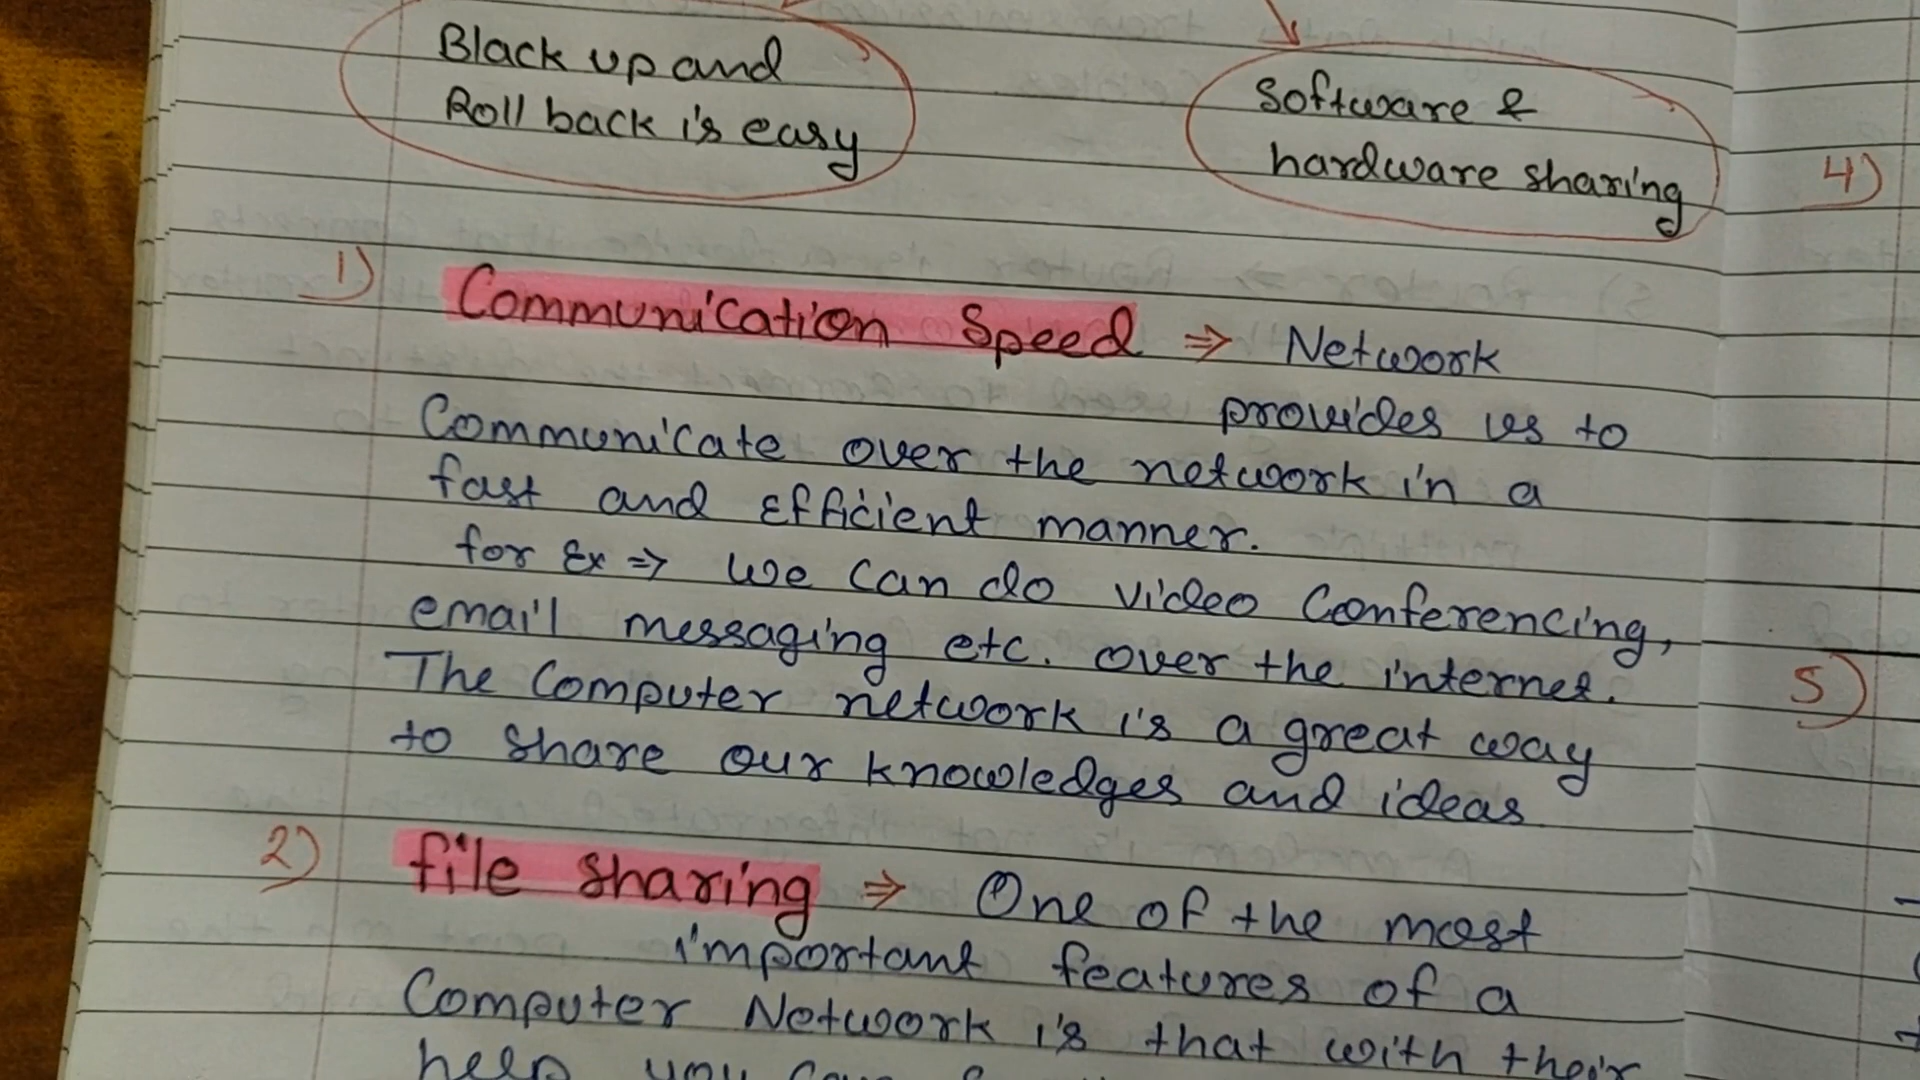 Black up and
Roll back is easy
Software &
hardware sharing
4)
1) Communication Speed ⇒ Network
provides us to
Communicate over the network in a
fast and Efficient manner.
for Ex ⇒ we can do video Conferencing,
email messaging etc. over the internet.
The Computer network is a great way
to share our knowledges and ideas
5)
2) file sharing ⇒ One of the most
important features of a
Computer Network is that with their
help you can